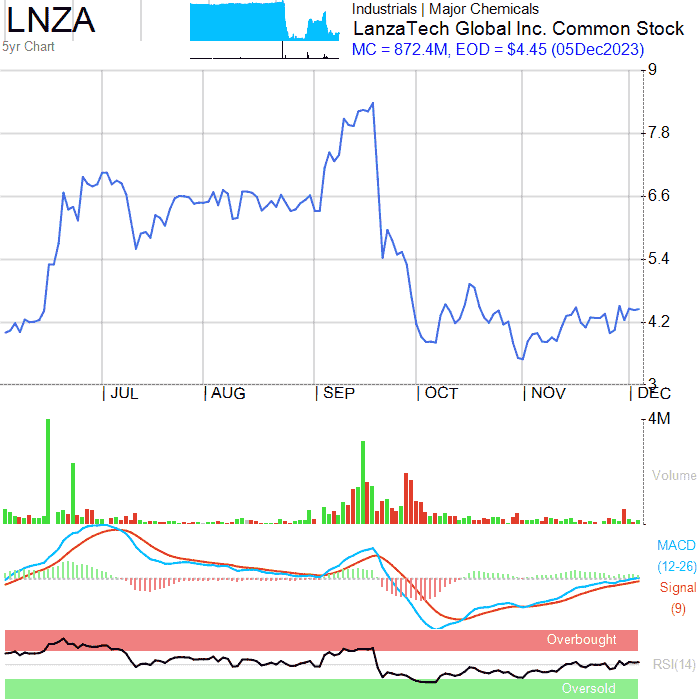 LNZA
5yr Chart
Industrials | Major Chemicals
LanzaTech Global Inc. Common Stock
MC = 872.4M, EOD = $4.45 (05Dec2023)
9
7.8
6.6
5.4
4.2
3
| JUL
| AUG
| SEP
| OCT
| NOV
| DEC
4M
Volume
MACD
(12-26)
Signal
(9)
Overbought
RSI(14)
Oversold